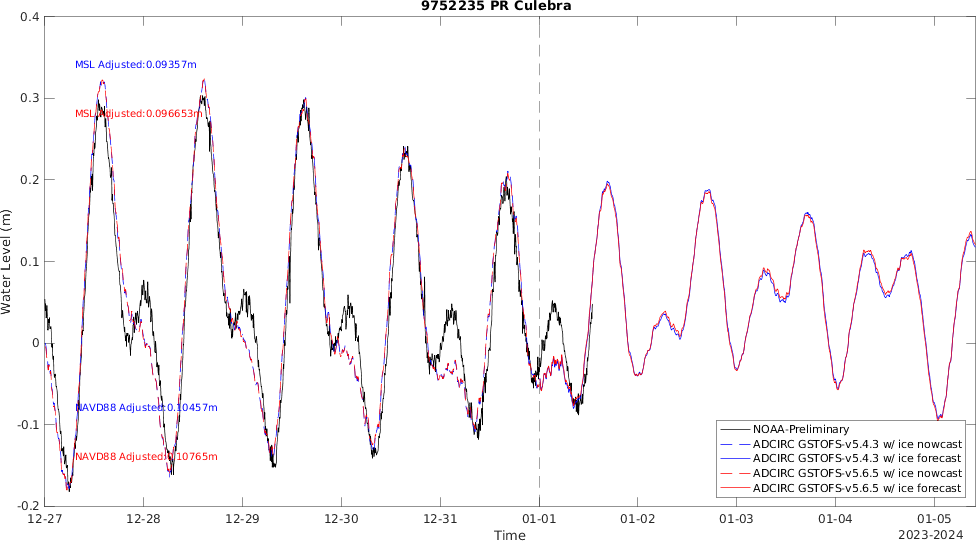 9752235 PR Culebra
0.4
0.3
0.2
0.1
0
-0.1
-0.2
Water Level (m)
MSL Adjusted:0.09357m
MSL Adjusted:0.096653m
NAVD88 Adjusted:0.10457m
NAVD88 Adjusted:0.10765m
NOAA-Preliminary
ADCIRC GSTOFS-v5.4.3 w/ ice nowcast
ADCIRC GSTOFS-v5.4.3 w/ ice forecast
ADCIRC GSTOFS-v5.6.5 w/ ice nowcast
ADCIRC GSTOFS-v5.6.5 w/ ice forecast
12-27 12-28 12-29 12-30 12-31 01-01 01-02 01-03 01-04 01-05
Time
2023-2024